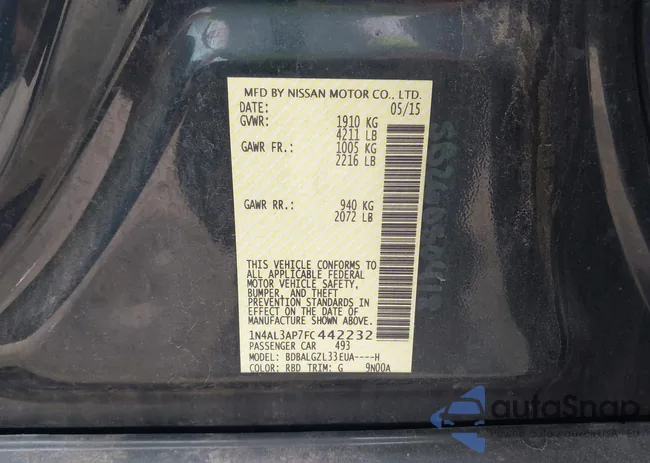 MFD BY NISSAN MOTOR CO., LTD.
DATE: 05/15
GVWR: 1910 KG
4211 LB
GAWR FR.: 1005 KG
2216 LB
GAWR RR.: 940 KG
2072 LB
THIS VEHICLE CONFORMS TO
ALL APPLICABLE FEDERAL
MOTOR VEHICLE SAFETY,
BUMPER, AND THEFT
PREVENTION STANDARDS IN
EFFECT ON THE DATE OF
MANUFACTURE SHOWN ABOVE.
1N4AL3AP7FC442232
PASSENGER CAR 493
MODEL: BDBALGZL33EUA----H
COLOR: RBD TRIM: G 9N00A
autoSnap